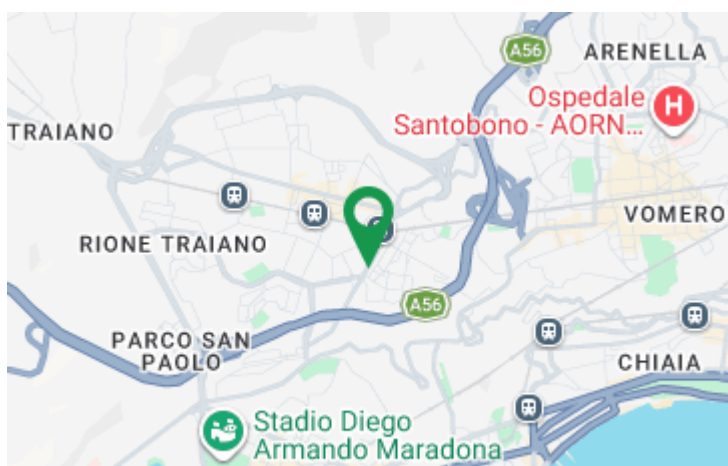 A56
ARENELLA
Ospedale
Santobono - AORN...
H
TRAIANO
VOMERO
RIONE TRAIANO
A56
PARCO SAN
PAOLO
CHIAIA
Stadio Diego
Armando Maradona